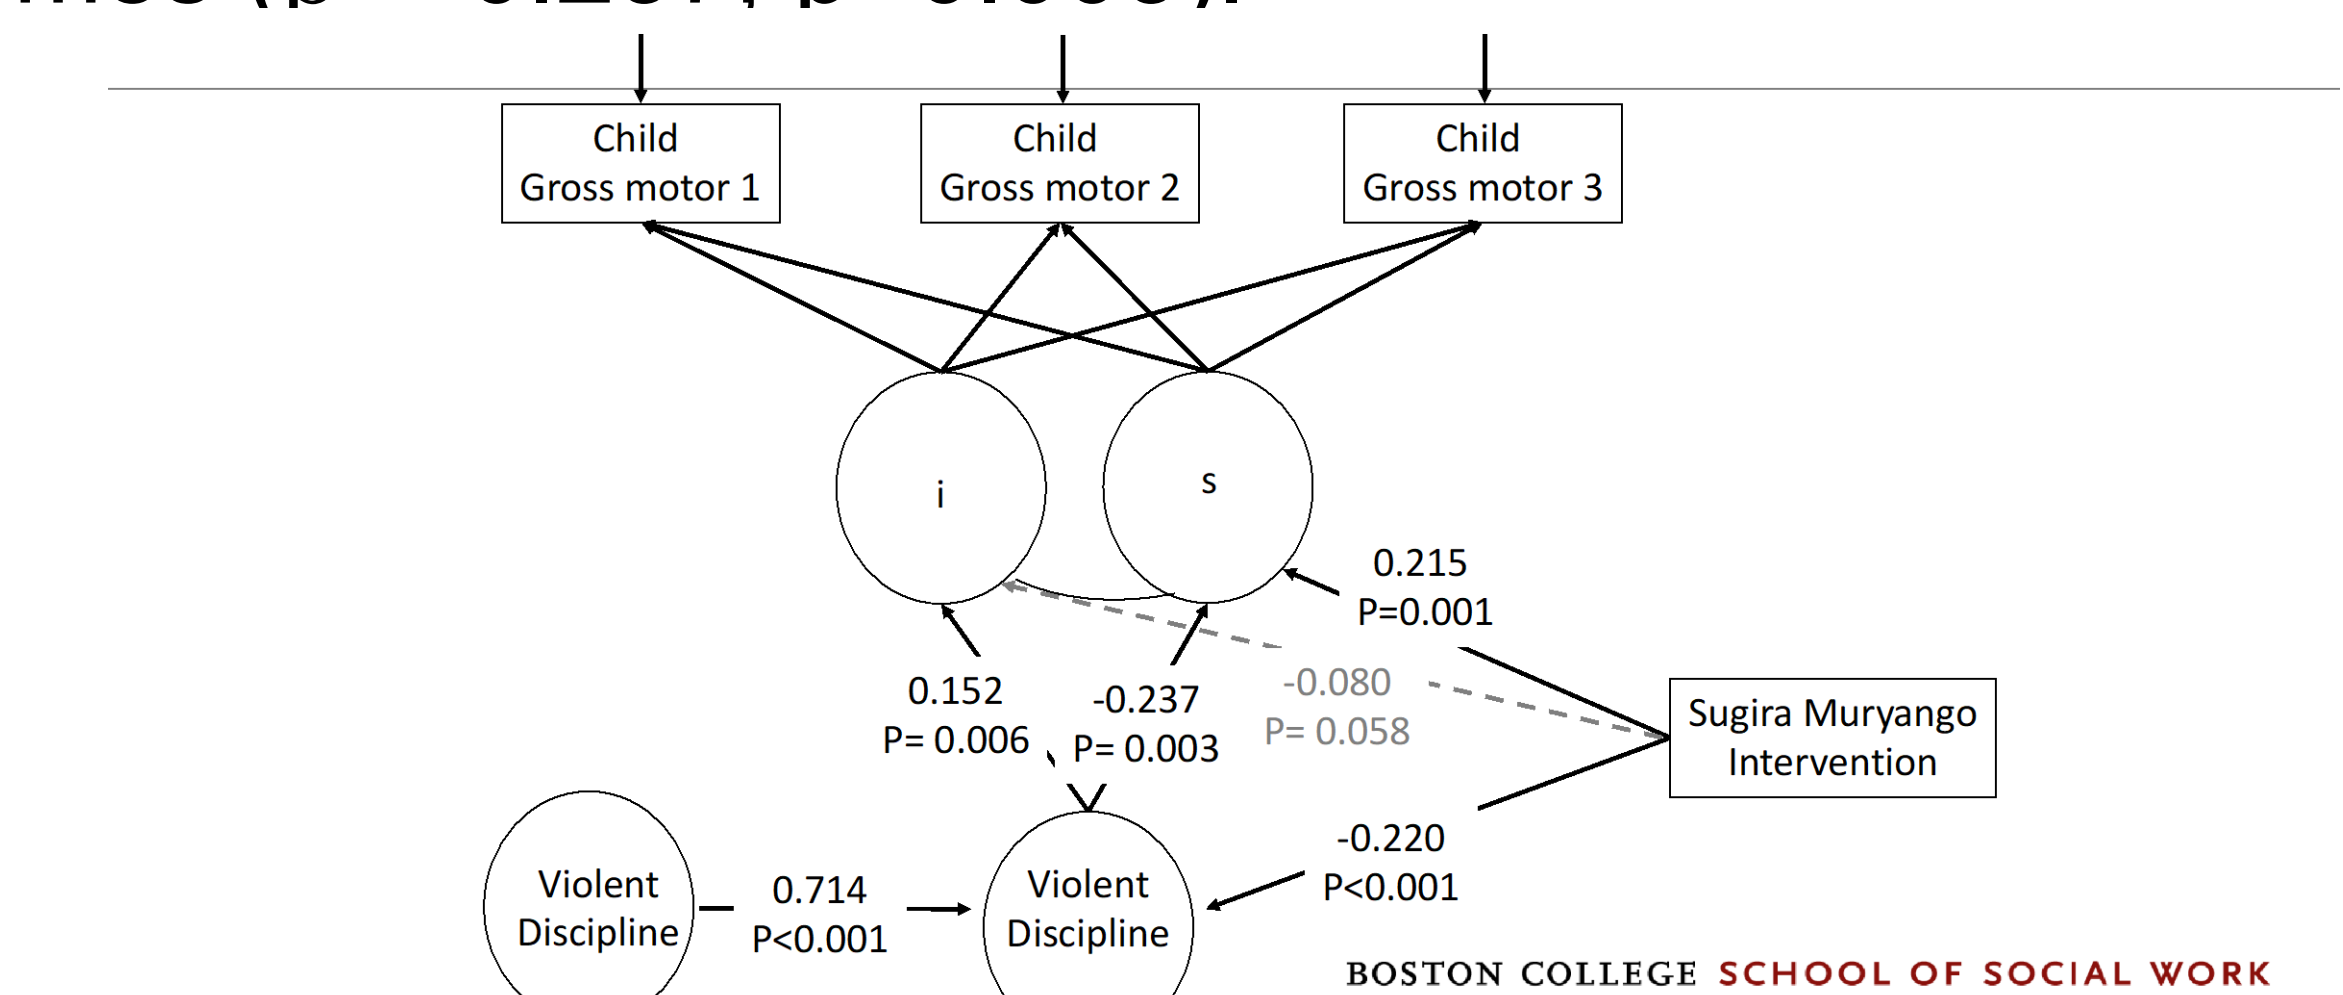 Child
Gross motor 1
Child
Gross motor 2
Child
Gross motor 3
i
s
0.215
P=0.001
0.152
P= 0.006
-0.237
P= 0.003
-0.080
P= 0.058
Sugira Muryango
Intervention
-0.220
P<0.001
Violent
Discipline
0.714
P<0.001
Violent
Discipline
BOSTON COLLEGE SCHOOL OF SOCIAL WORK